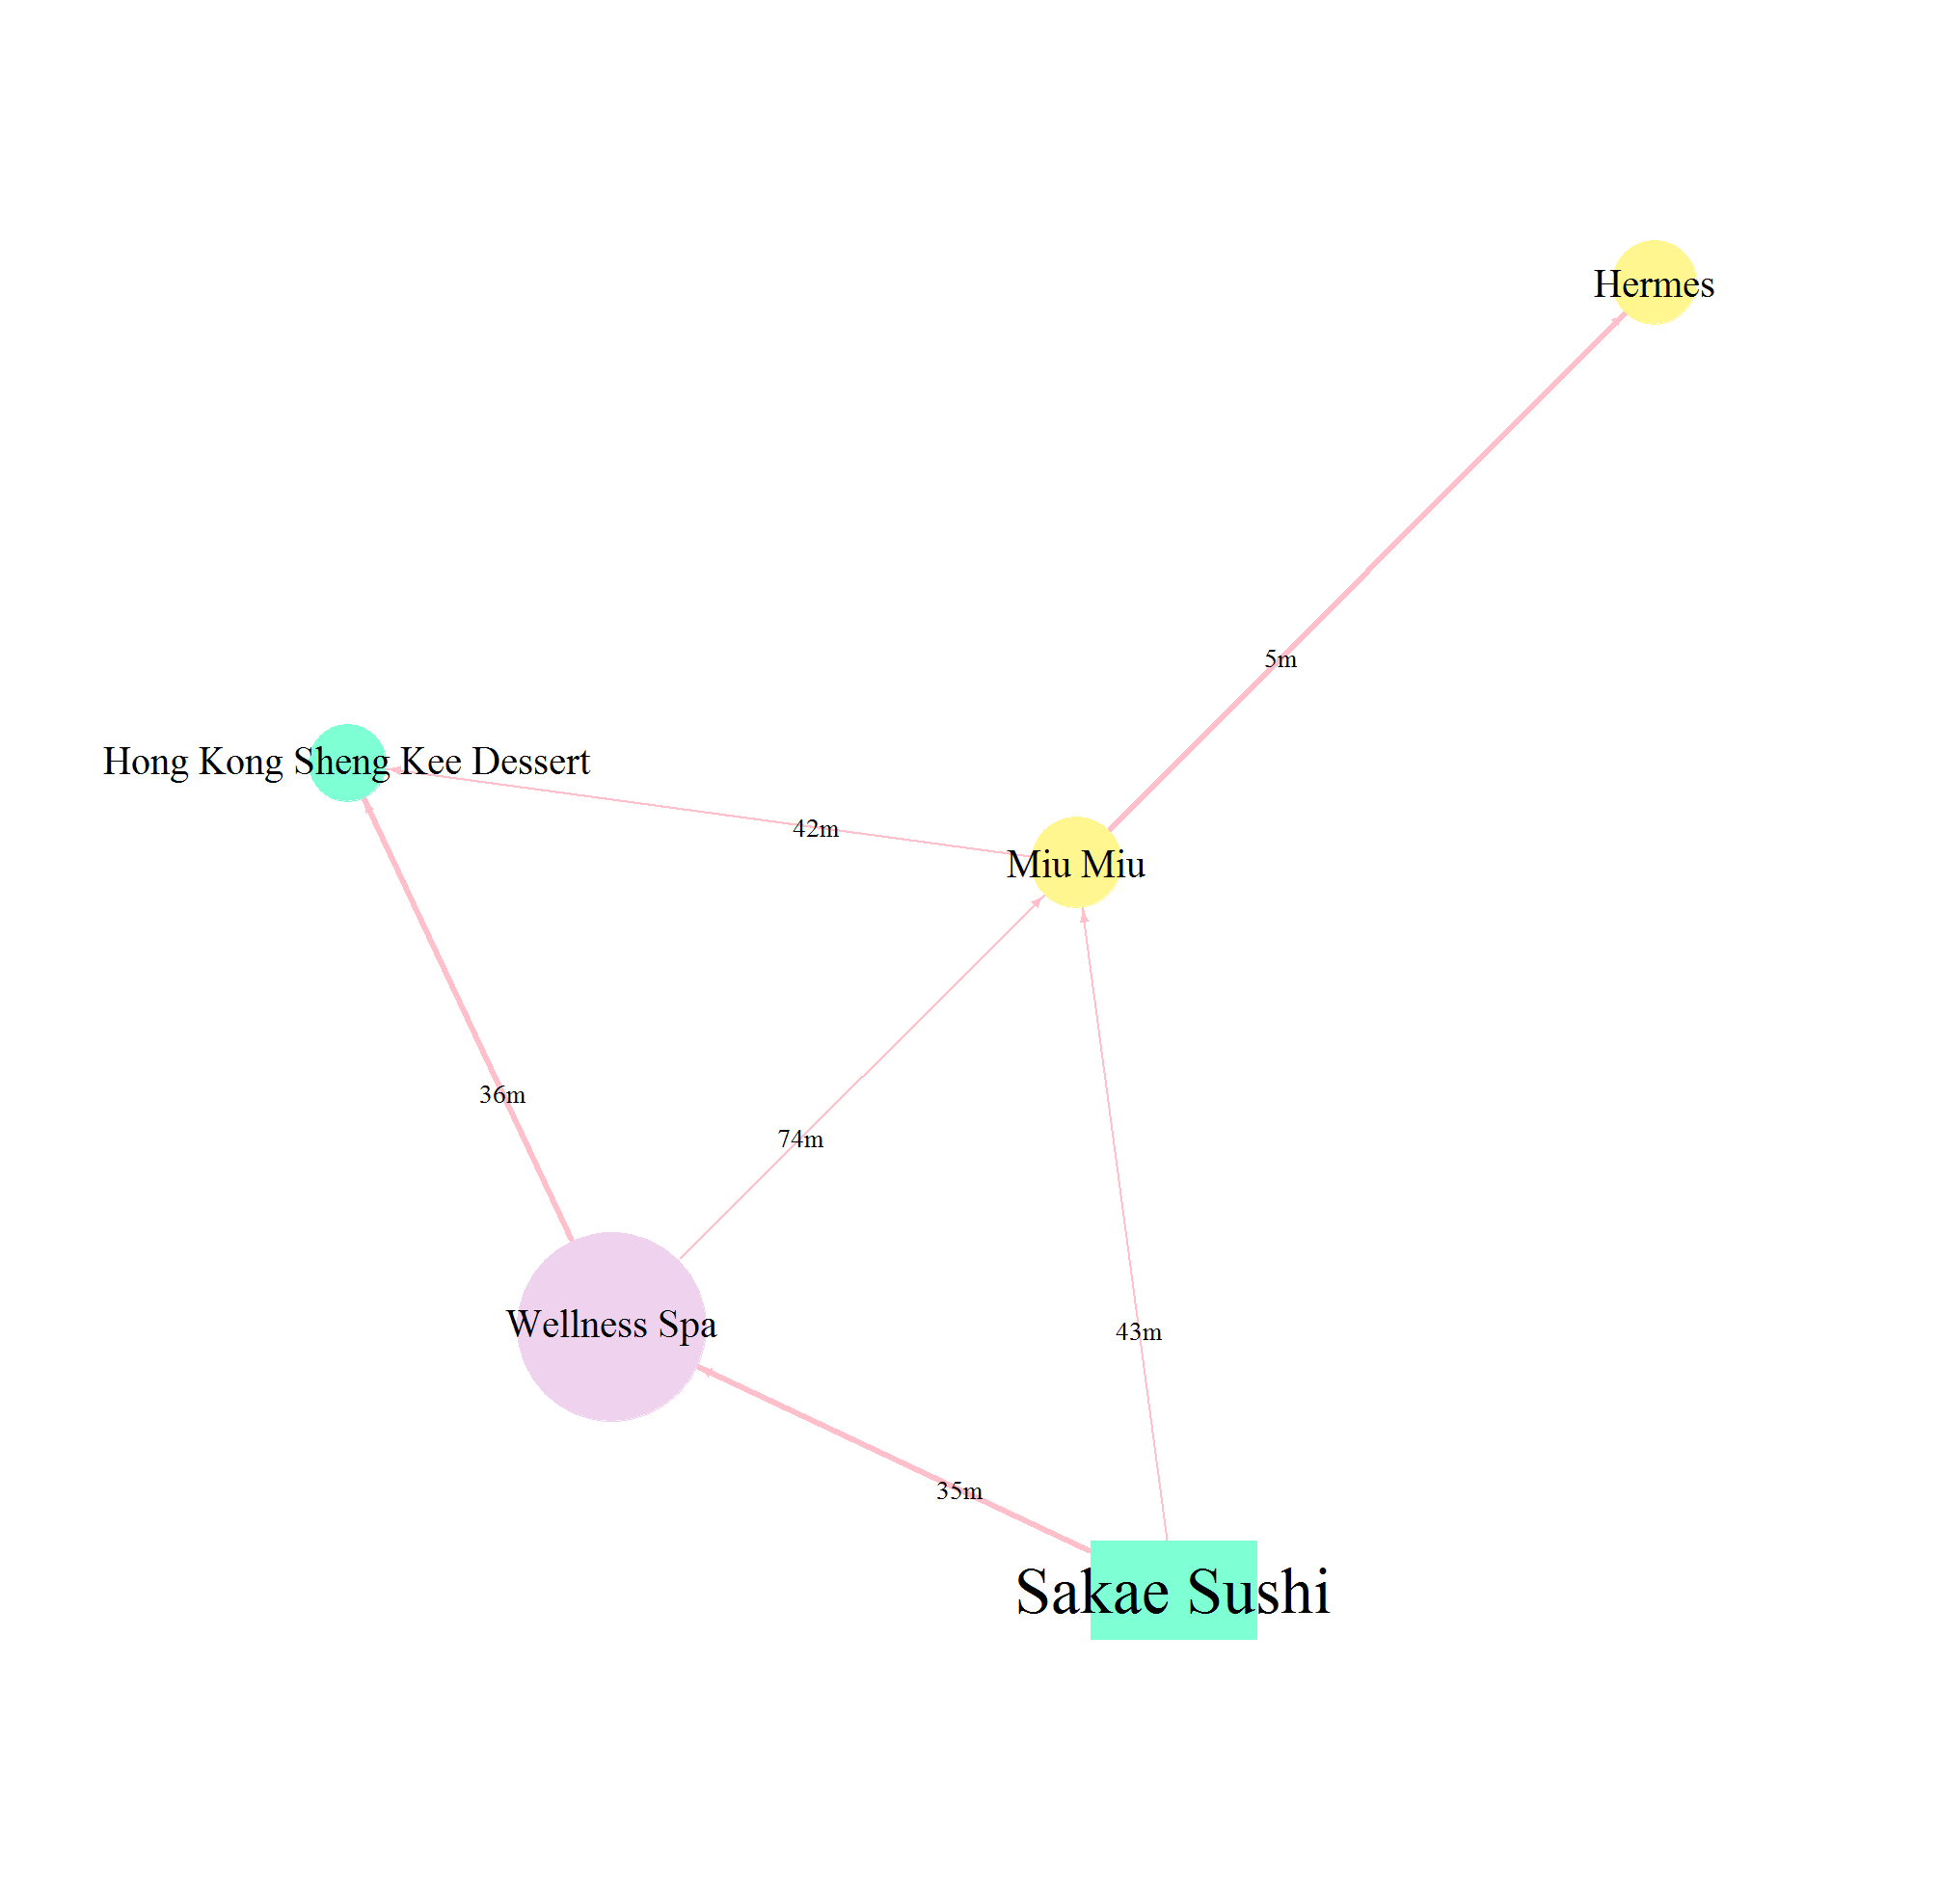 Hermes
5m
Hong Kong Sheng Kee Dessert
42m
Miu Miu
36m
74m
Wellness Spa
43m
35m
Sakae Sushi